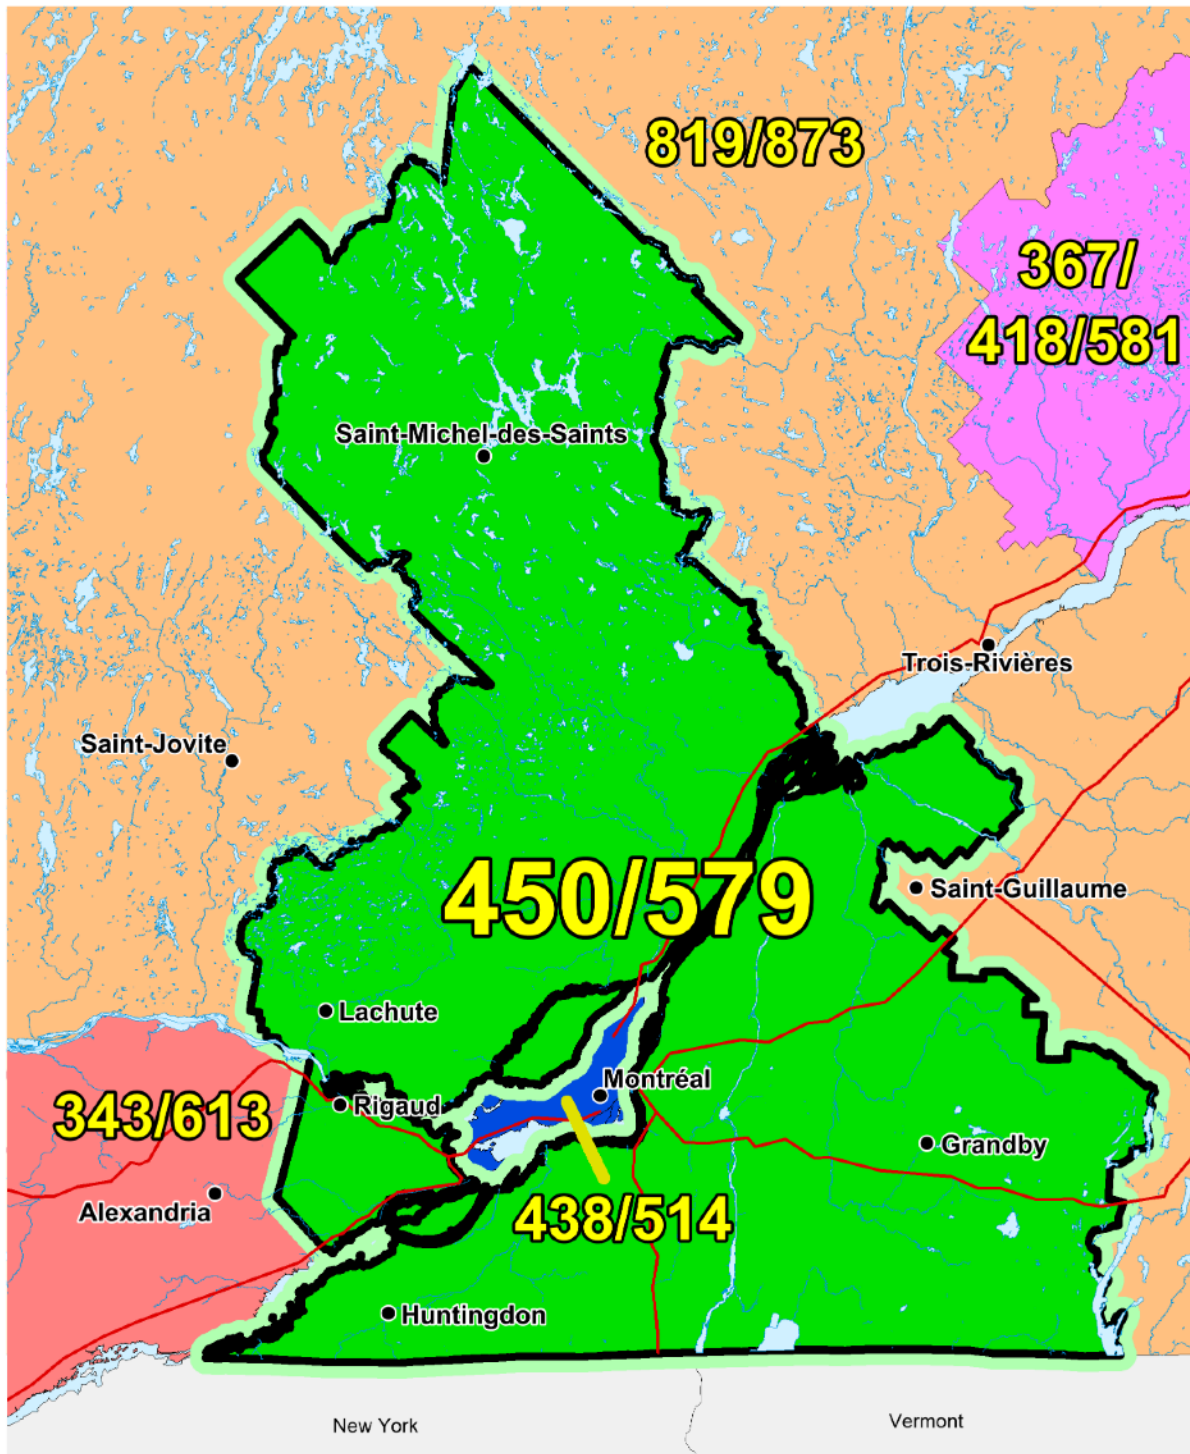 819/873
367/
418/581
Saint-Michel-des-Saints
Trois-Rivières
Saint-Jovite
450/579
Saint-Guillaume
Lachute
Montréal
Rigaud
343/613
Grandby
Alexandria
438/514
Huntingdon
New York
Vermont